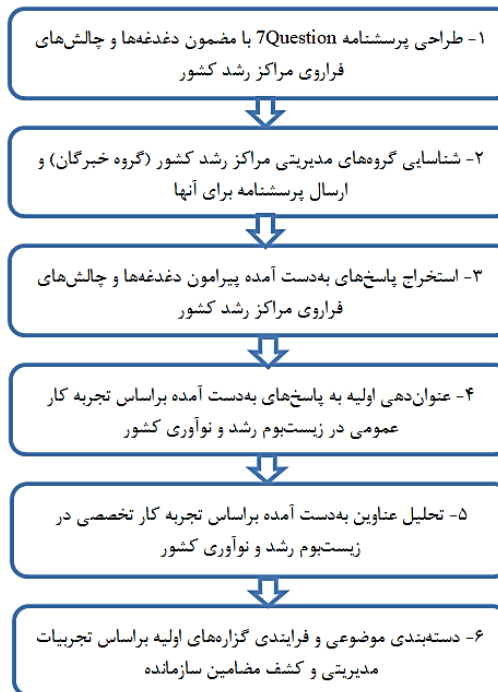 ۱- طراحی پرسشنامه 7Question با مضمون دغدغه‌ها و چالش‌های
فراروی مراکز رشد کشور
۲- شناسایی گروه‌های مدیریتی مراکز رشد کشور (گروه خبرگان) و
ارسال پرسشنامه برای آنها
۳- استخراج پاسخ‌های به‌دست آمده پیرامون دغدغه‌ها و چالش‌های
فراروی مراکز رشد کشور
۴- عنوان‌دهی اولیه به پاسخ‌های به‌دست آمده براساس تجربه کار
عمومی در زیست‌بوم رشد و نوآوری کشور
۵- تحلیل عناوین به‌دست آمده براساس تجربه کار تخصصی در
زیست‌بوم رشد و نوآوری کشور
۶- دسته‌بندی موضوعی و فرایندی گزاره‌های اولیه براساس تجربیات
مدیریتی و کشف مضامین سازمانده